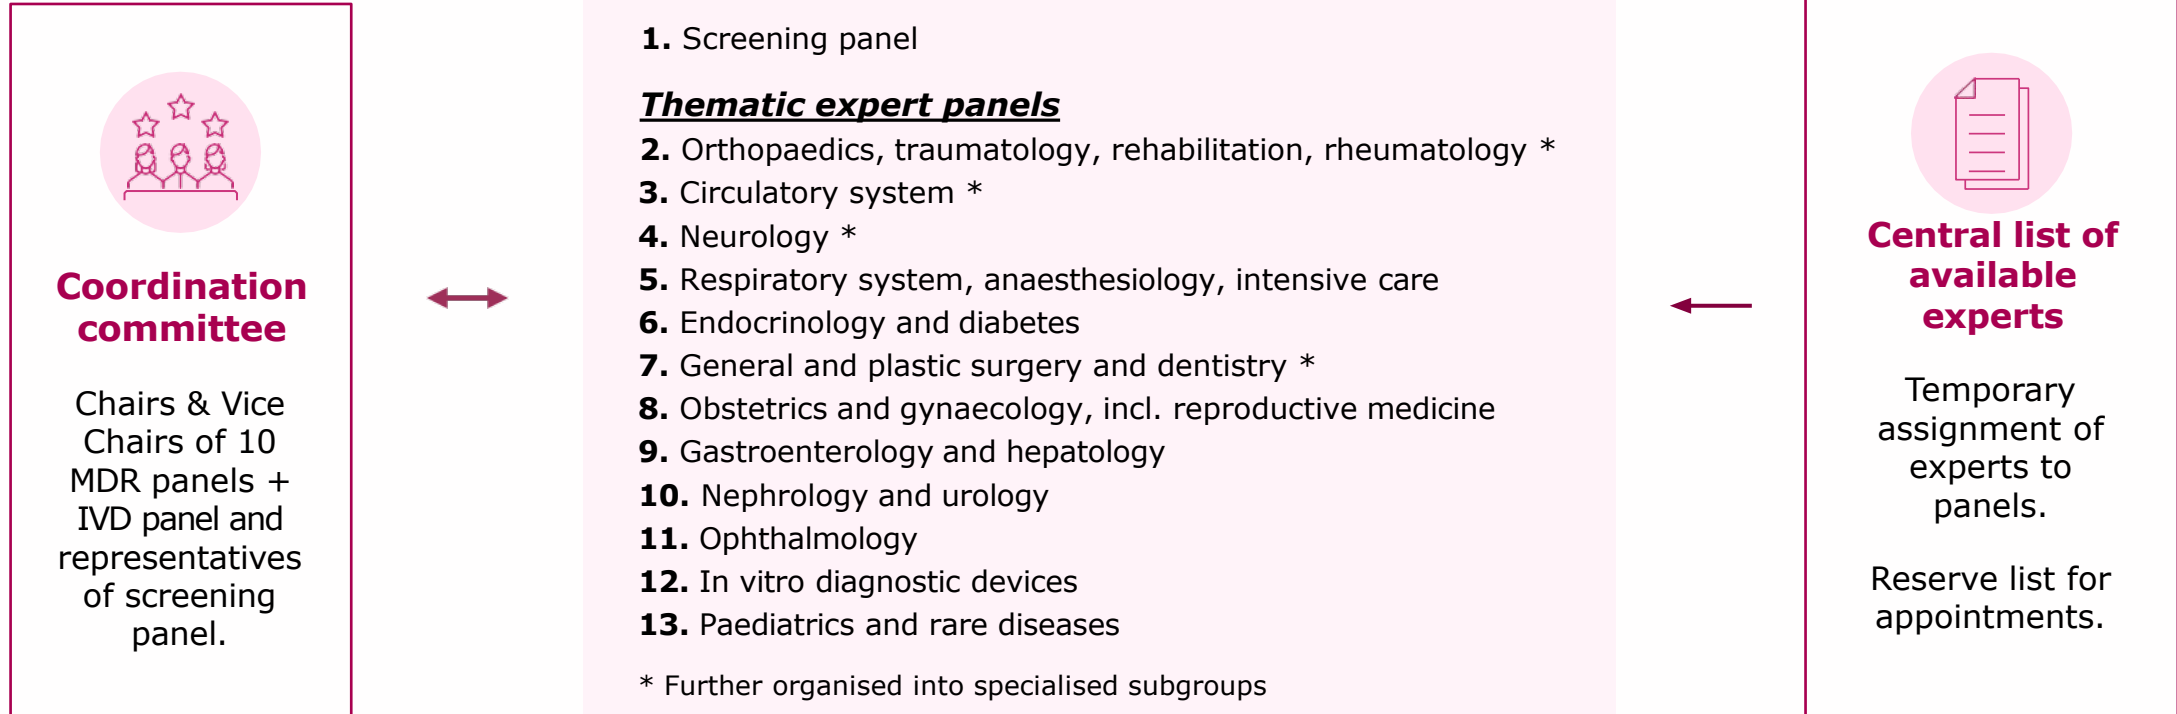 Coordination
committee
Chairs & Vice
Chairs of 10
MDR panels +
IVD panel and
representatives
of screening
panel.
1. Screening panel
Thematic expert panels
2. Orthopaedics, traumatology, rehabilitation, rheumatology *
3. Circulatory system *
4. Neurology *
5. Respiratory system, anaesthesiology, intensive care
6. Endocrinology and diabetes
7. General and plastic surgery and dentistry *
8. Obstetrics and gynaecology, incl. reproductive medicine
9. Gastroenterology and hepatology
10. Nephrology and urology
11. Ophthalmology
12. In vitro diagnostic devices
13. Paediatrics and rare diseases
* Further organised into specialised subgroups
Central list of
available
experts
Temporary
assignment of
experts to
panels.
Reserve list for
appointments.